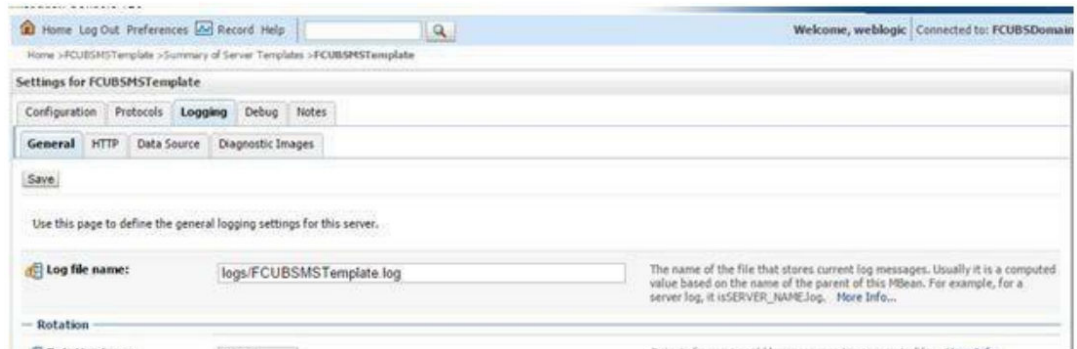 Home Log Out Preferences Record Help
Welcome, weblogic Connected to: FCUBSDomain
Home >FCUBSMSTemplate >Summary of Server Templates >FCUBSMSTemplate
Settings for FCUBSMSTemplate
Configuration Protocols Logging Debug Notes
General HTTP Data Source Diagnostic Images
Save
Use this page to define the general logging settings for this server.
Log file name:
logs/FCUBSMSTemplate.log
The name of the file that stores current log messages. Usually it is a computed
value based on the name of the parent of this MBean. For example, for a
server log, it isSERVER_NAME.log. More Info...
Rotation